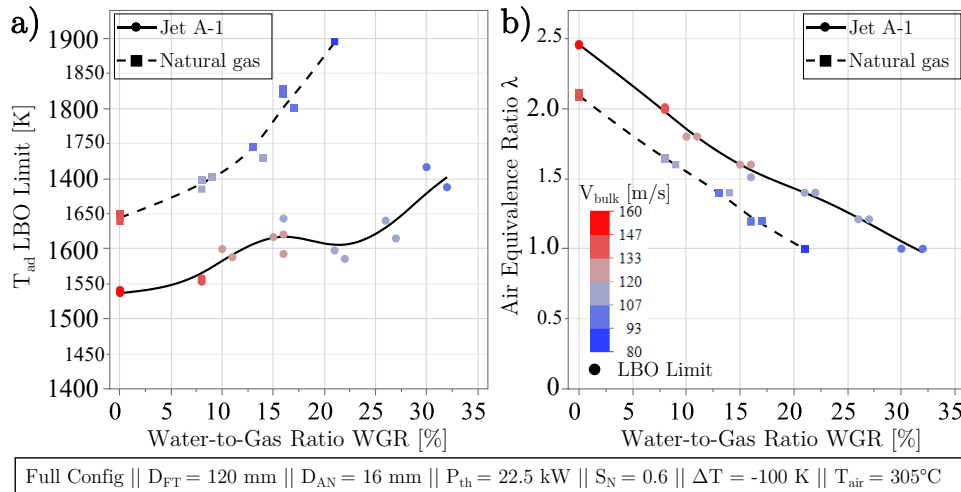 a)
Jet A-1
Natural gas
T_ad LBO Limit [K]
1900
1850
1800
1750
1400
1650
1600
1550
1500
1450
1400
0 5 10 15 20 25 30 35
Water-to-Gas Ratio WGR [%]
b)
Jet A-1
Natural gas
Air Equivalence Ratio λ
2.5
2.0
1.5
1.0
0.5
0
V_bulk [m/s]
160
147
133
120
107
93
80
LBO Limit
0 5 10 15 20 25 30 35
Water-to-Gas Ratio WGR [%]
Full Config || D_FT = 120 mm || D_AN = 16 mm || P_th = 22.5 kW || S_N = 0.6 || ΔT = -100 K || T_air = 305°C